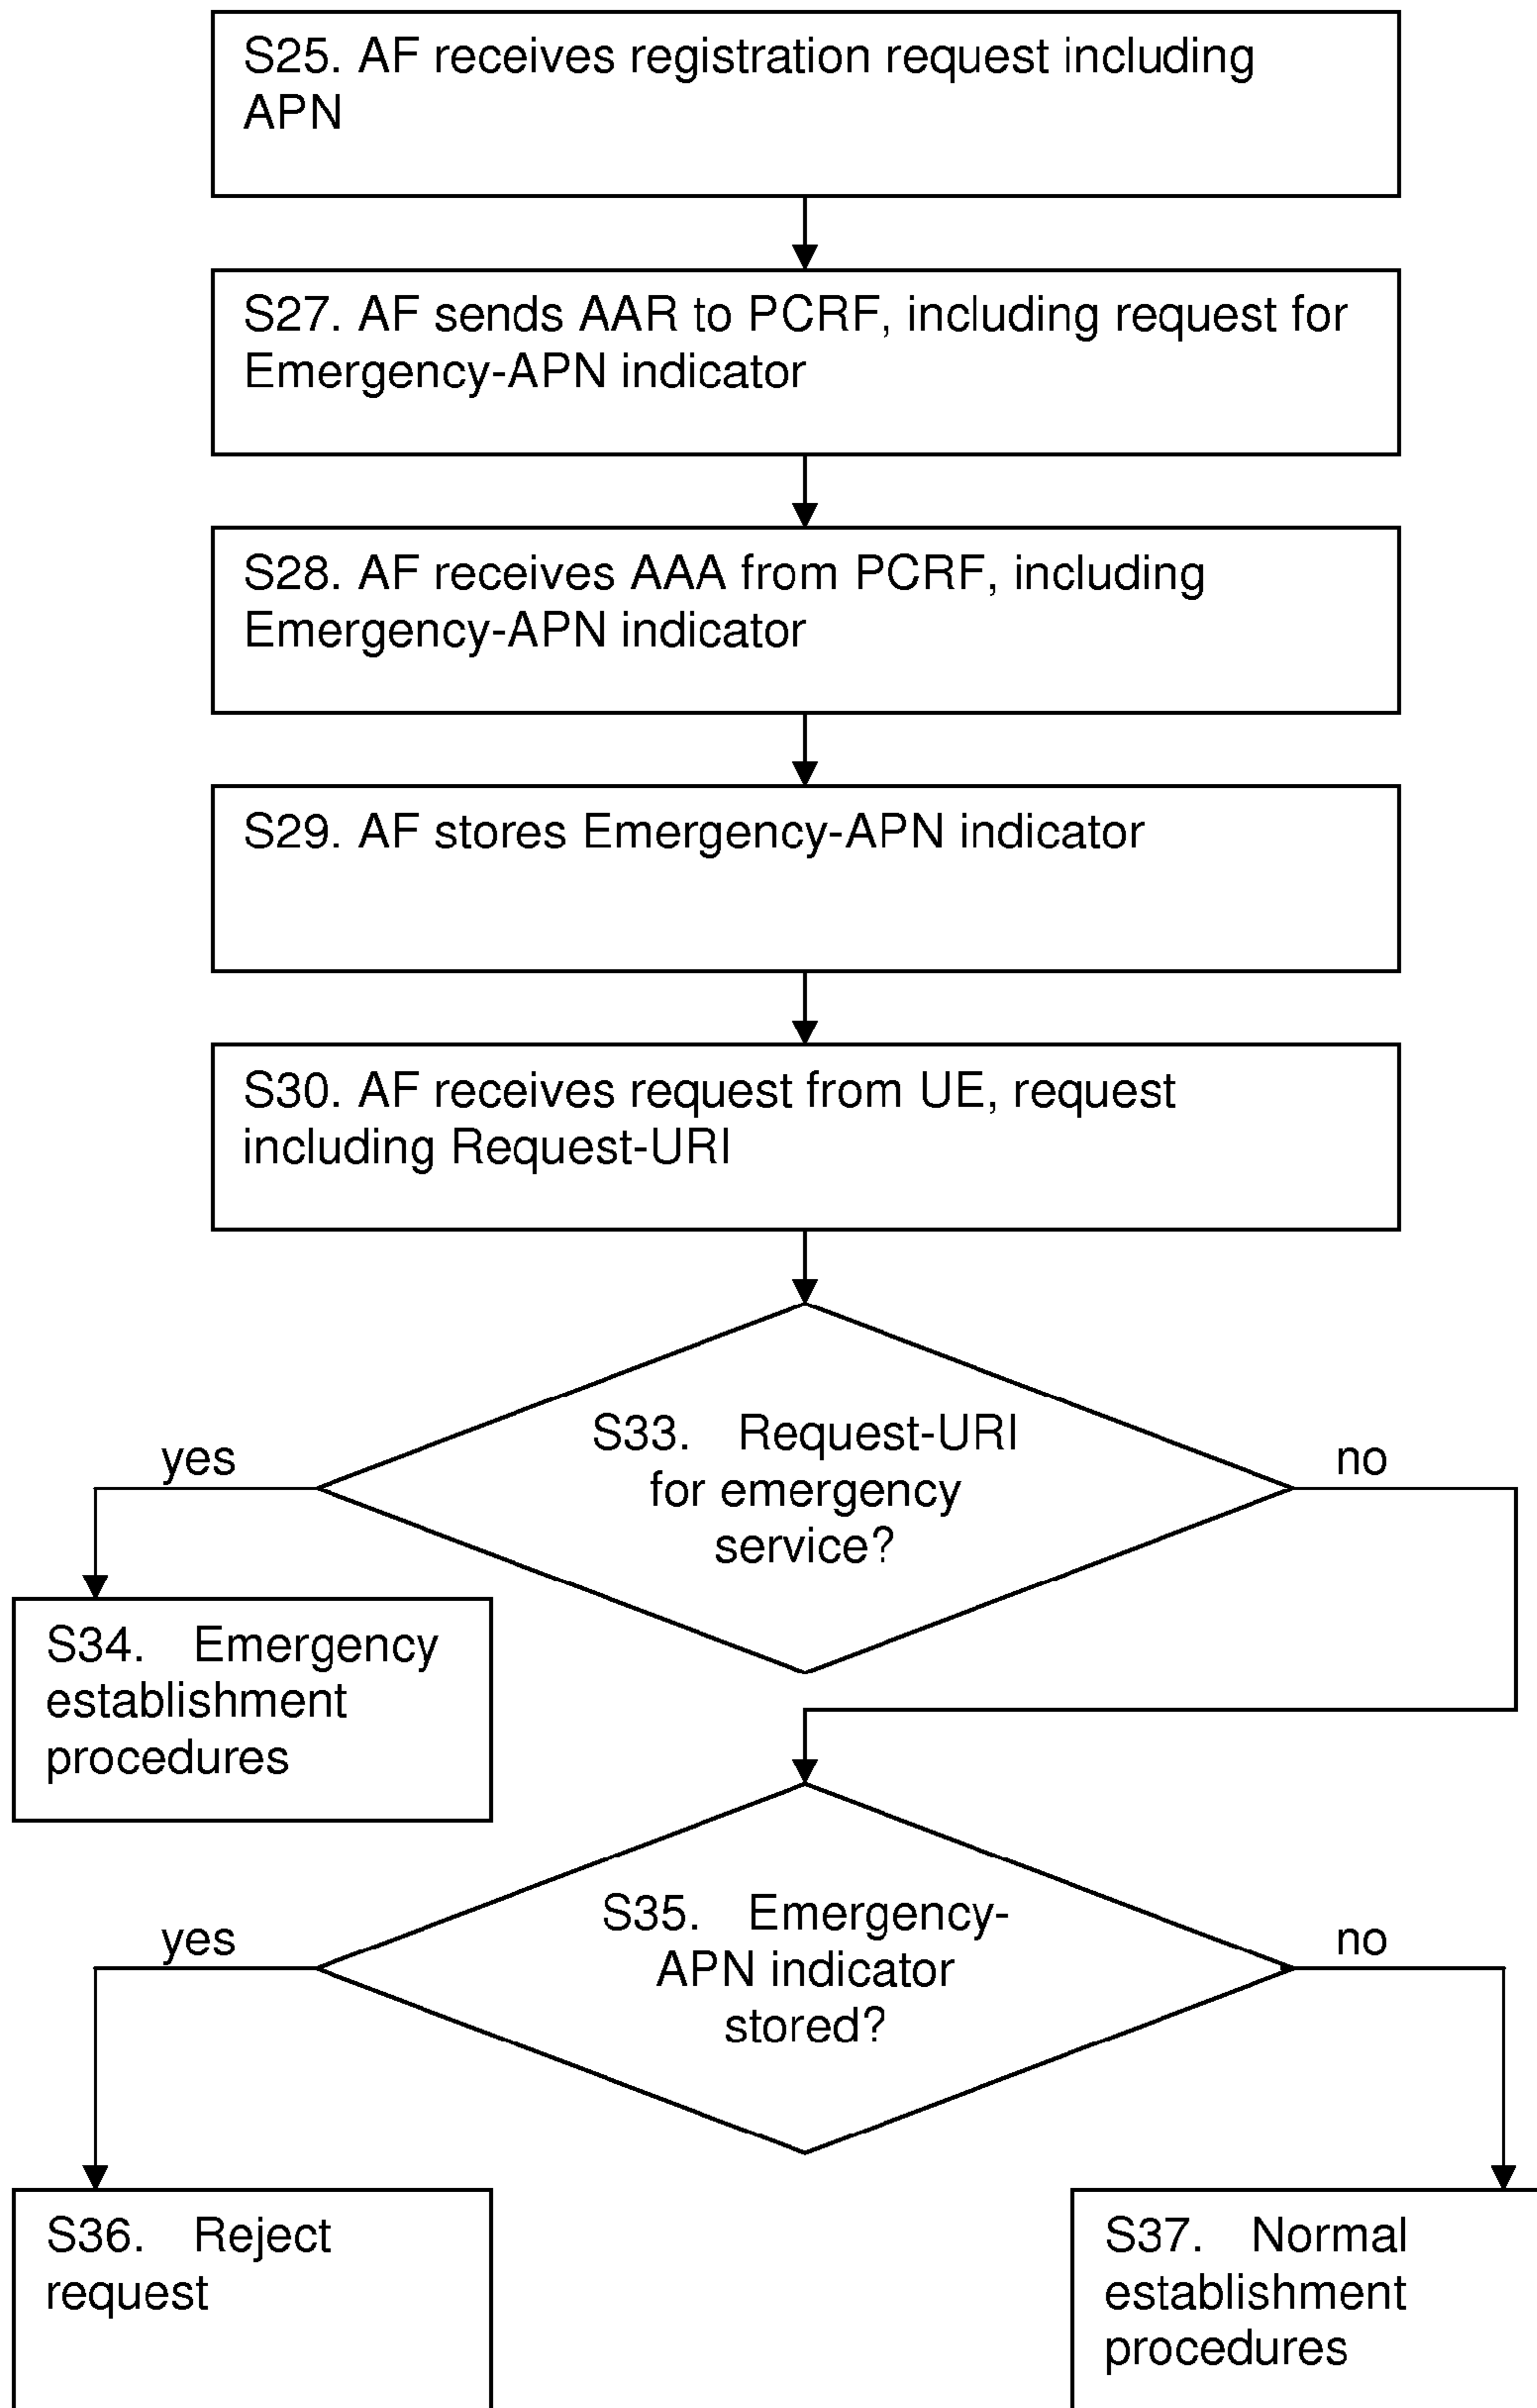 S25. AF receives registration request including
APN
S27. AF sends AAR to PCRF, including request for
Emergency-APN indicator
S28. AF receives AAA from PCRF, including
Emergency-APN indicator
S29. AF stores Emergency-APN indicator
S30. AF receives request from UE, request
including Request-URI
S33. Request-URI
for emergency
service?
yes
no
S34. Emergency
establishment
procedures
S35. Emergency-
APN indicator
stored?
yes
no
S36. Reject
request
S37. Normal
establishment
procedures